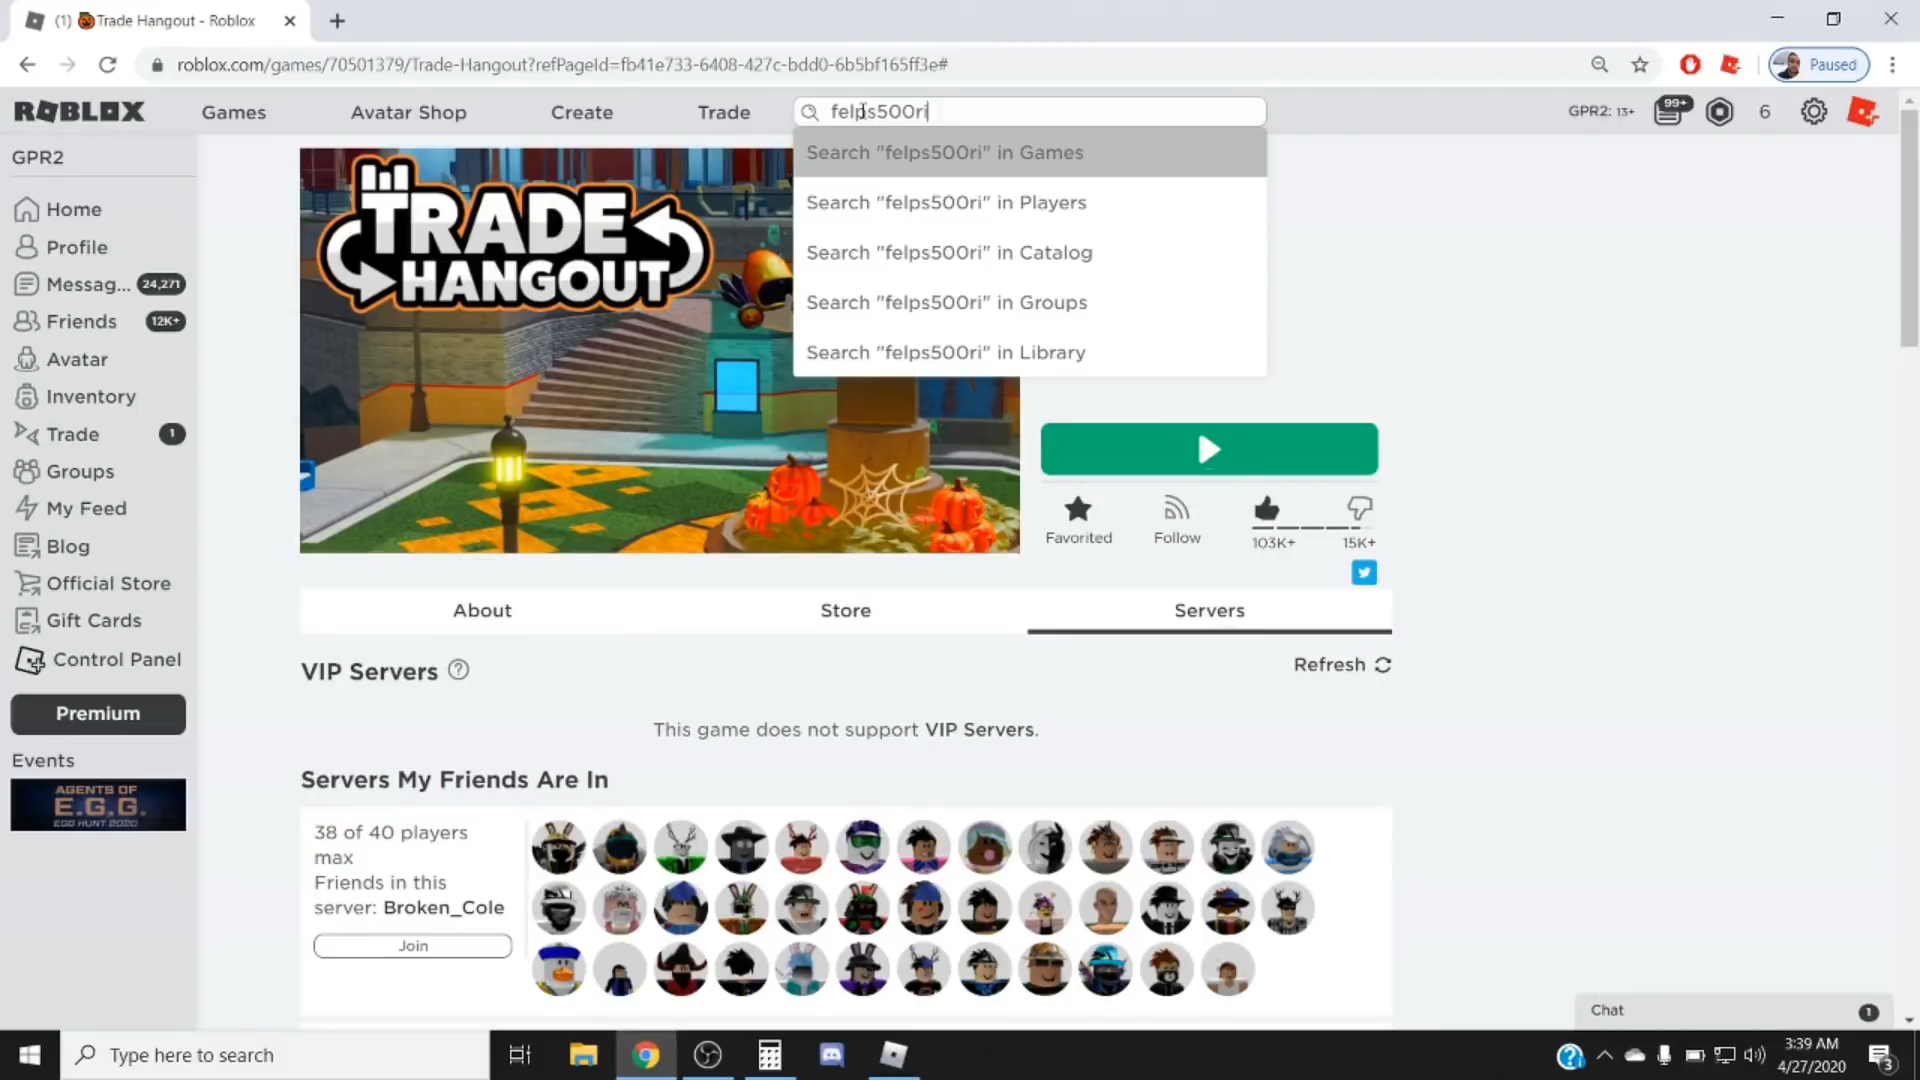 (1) 🎃Trade Hangout - Roblox
roblox.com/games/70501379/Trade-Hangout?refPageId=fb41e733-6408-427c-bdd0-6b5bf165ff3e#
Paused
ROBLOX
Games
Avatar Shop
Create
Trade
felps500ri
GPR2: 13+
99+
6
Search "felps500ri" in Games
Search "felps500ri" in Players
Search "felps500ri" in Catalog
Search "felps500ri" in Groups
Search "felps500ri" in Library
GPR2
Home
Profile
Messag... 24,271
Friends 12K+
Avatar
Inventory
Trade 1
Groups
My Feed
Blog
Official Store
Gift Cards
Control Panel
Premium
Events
AGENTS OF
E.G.G.
EGG HUNT 2020
TRADE
HANGOUT
Favorited
Follow
103K+
15K+
About
Store
Servers
VIP Servers ?
Refresh
This game does not support VIP Servers.
Servers My Friends Are In
38 of 40 players
max
Friends in this
server: Broken_Cole
Join
Chat 1
Type here to search
3:39 AM
4/27/2020
3